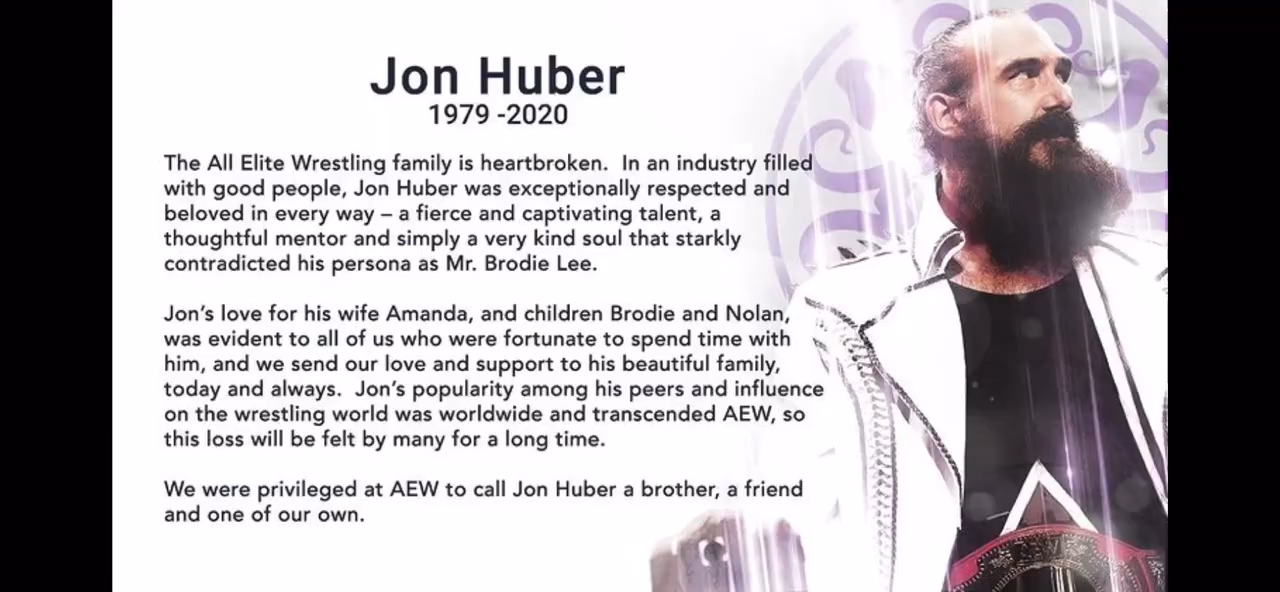 Jon Huber
1979 -2020
The All Elite Wrestling family is heartbroken.  In an industry filled
with good people, Jon Huber was exceptionally respected and
beloved in every way – a fierce and captivating talent, a
thoughtful mentor and simply a very kind soul that starkly
contradicted his persona as Mr. Brodie Lee.
Jon’s love for his wife Amanda, and children Brodie and Nolan,
was evident to all of us who were fortunate to spend time with
him, and we send our love and support to his beautiful family,
today and always.  Jon’s popularity among his peers and influence
on the wrestling world was worldwide and transcended AEW, so
this loss will be felt by many for a long time.
We were privileged at AEW to call Jon Huber a brother, a friend
and one of our own.